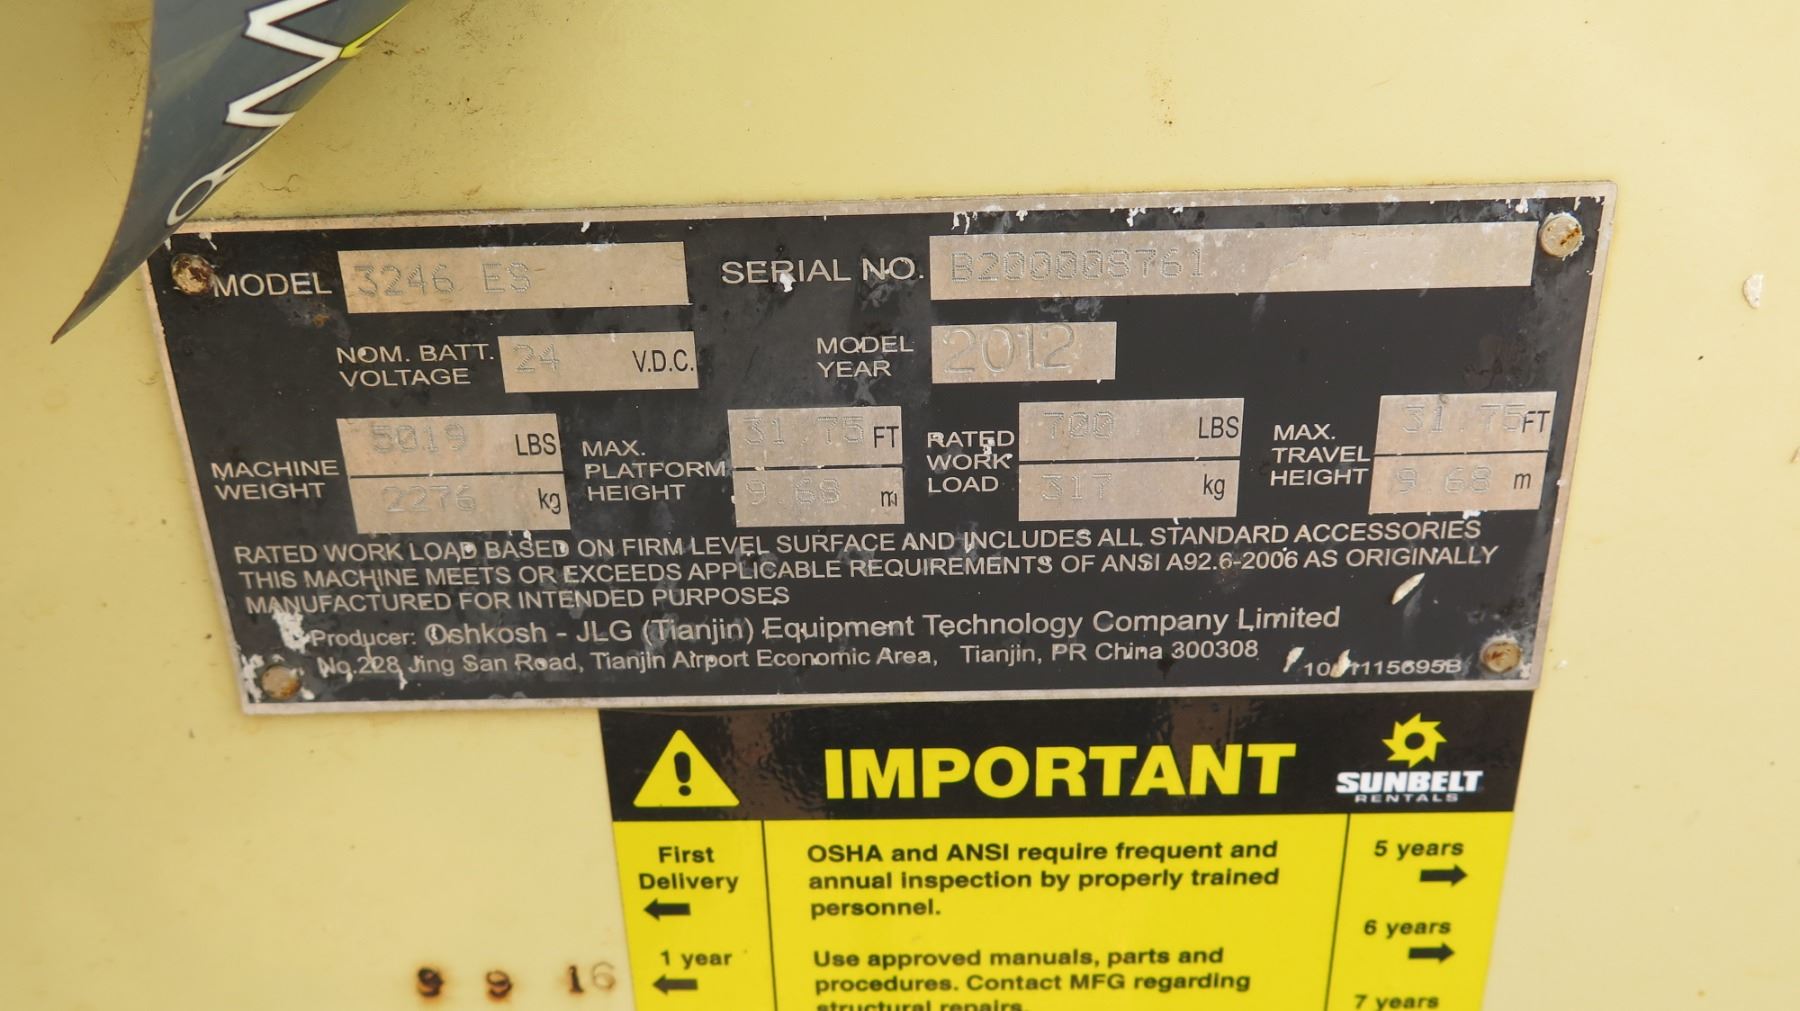 MODEL 3246 ES SERIAL NO. B200008761
NOM. BATT. VOLTAGE 24 V.D.C. MODEL YEAR 2012
MACHINE WEIGHT 5019 LBS 2276 kg MAX. PLATFORM HEIGHT 31.75 FT 9.68 m RATED WORK LOAD 700 LBS 317 kg MAX. TRAVEL HEIGHT 31.75 FT 9.68 m
RATED WORK LOAD BASED ON FIRM LEVEL SURFACE AND INCLUDES ALL STANDARD ACCESSORIES
THIS MACHINE MEETS OR EXCEEDS APPLICABLE REQUIREMENTS OF ANSI A92.6-2006 AS ORIGINALLY
MANUFACTURED FOR INTENDED PURPOSES
Producer: Oshkosh - JLG (Tianjin) Equipment Technology Company Limited
No.228 Jing San Road, Tianjin Airport Economic Area, Tianjin, PR China 300308
IMPORTANT
SUNBELT
RENTALS
First
Delivery
OSHA and ANSI require frequent and
annual inspection by properly trained
personnel.
5 years
6 years
1 year
Use approved manuals, parts and
procedures. Contact MFG regarding
structural repairs.
7 years
9 9 16